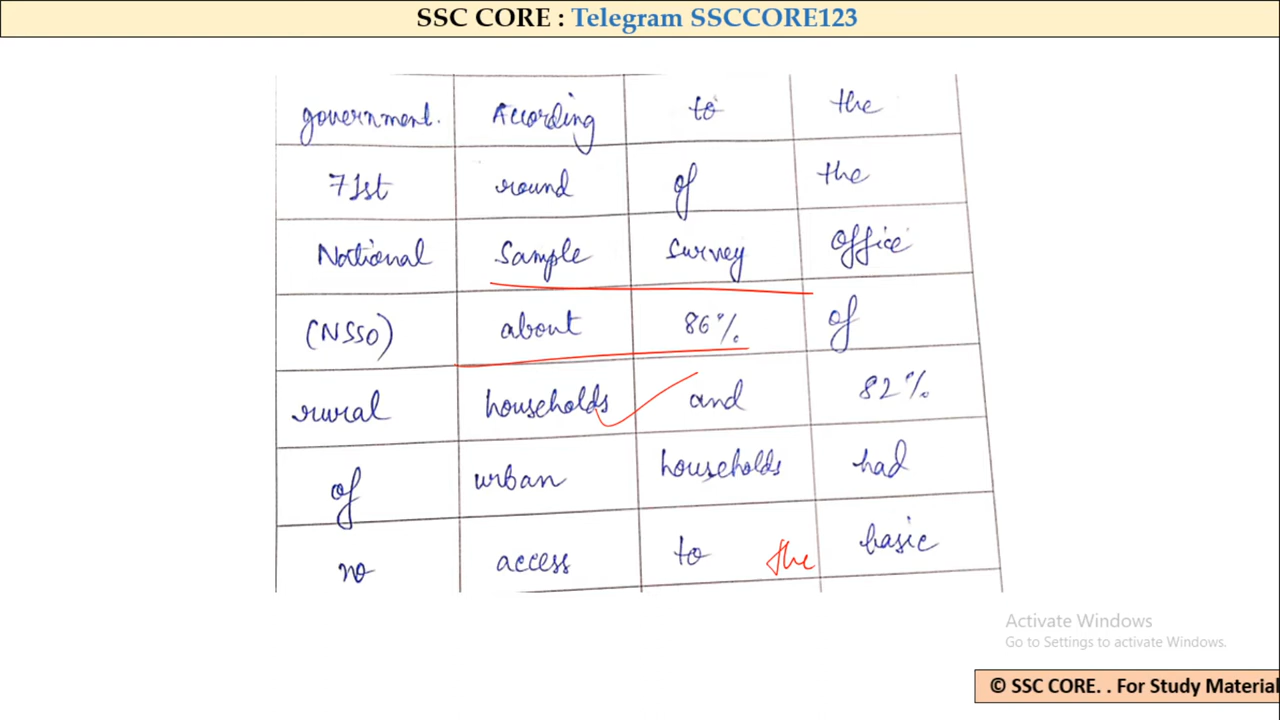 SSC CORE : Telegram SSCCORE123
government. According to the
71st round of the
National Sample Survey Office
(NSSO) about 86% of
rural households and 82%
of urban households had
no access to the basic
Activate Windows
Go to Settings to activate Windows.
© SSC CORE. . For Study Material